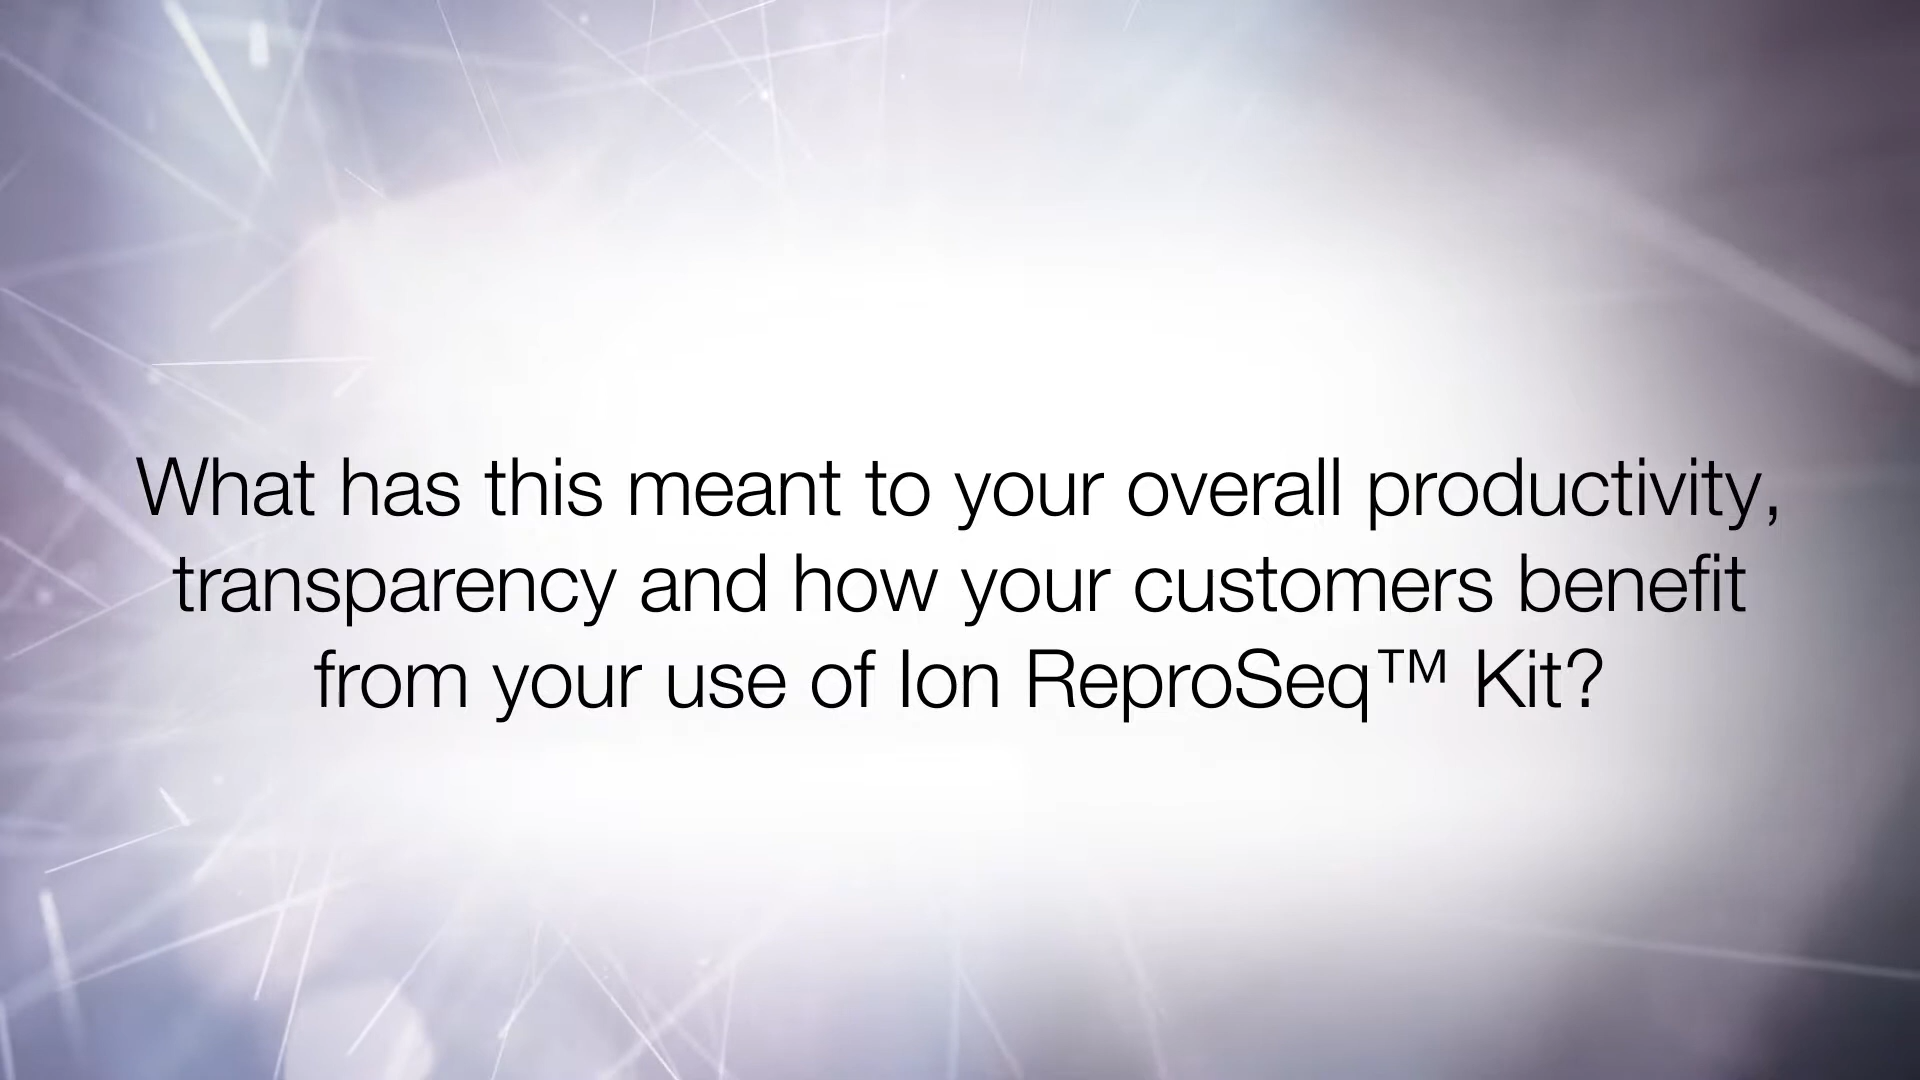 What has this meant to your overall productivity,
transparency and how your customers benefit
from your use of Ion ReproSeq™ Kit?